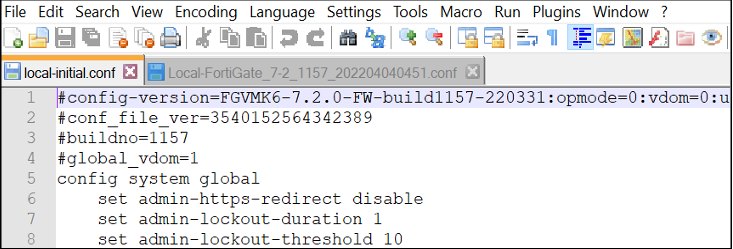 File Edit Search View Encoding Language Settings Tools Macro Run Plugins Window ?
local-initial.conf Local-FortiGate_7-2_1157_202204040451.conf
1 #config-version=FGVMK6-7.2.0-FW-build1157-220331:opmode=0:vdom=0:u
2 #conf_file_ver=3540152564342389
3 #buildno=1157
4 #global_vdom=1
5 config system global
6 set admin-https-redirect disable
7 set admin-lockout-duration 1
8 set admin-lockout-threshold 10